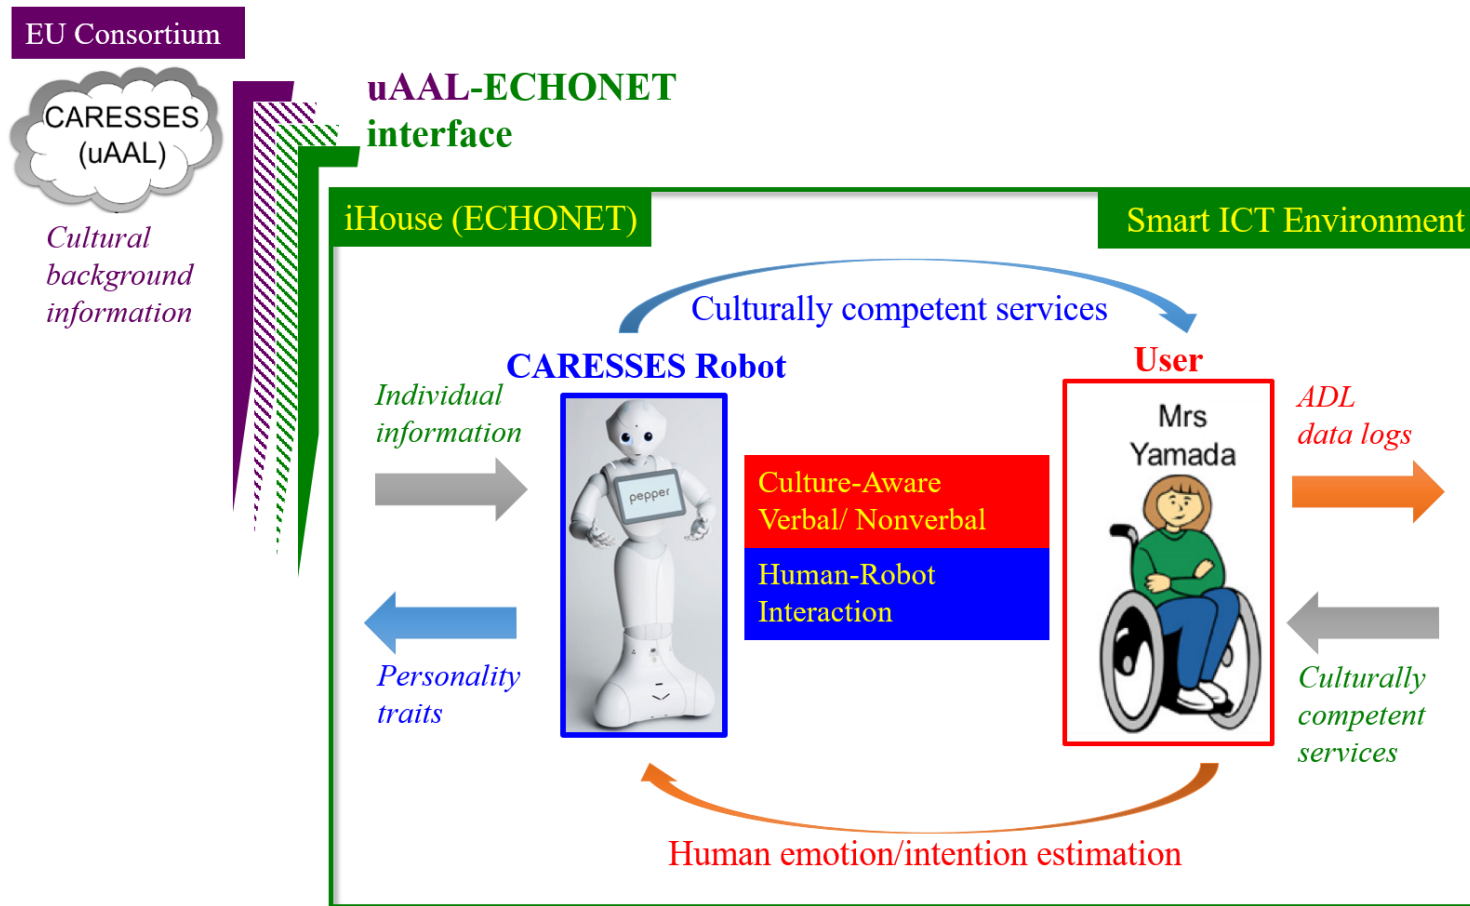 EU Consortium
CARESSES
(uAAL)
Cultural
background
information
uAAL-ECHONET
interface
iHouse (ECHONET)
Smart ICT Environment
Culturally competent services
CARESSES Robot
User
Individual
information
pepper
Culture-Aware
Verbal/ Nonverbal
Human-Robot
Interaction
Mrs
Yamada
ADL
data logs
Personality
traits
Culturally
competent
services
Human emotion/intention estimation